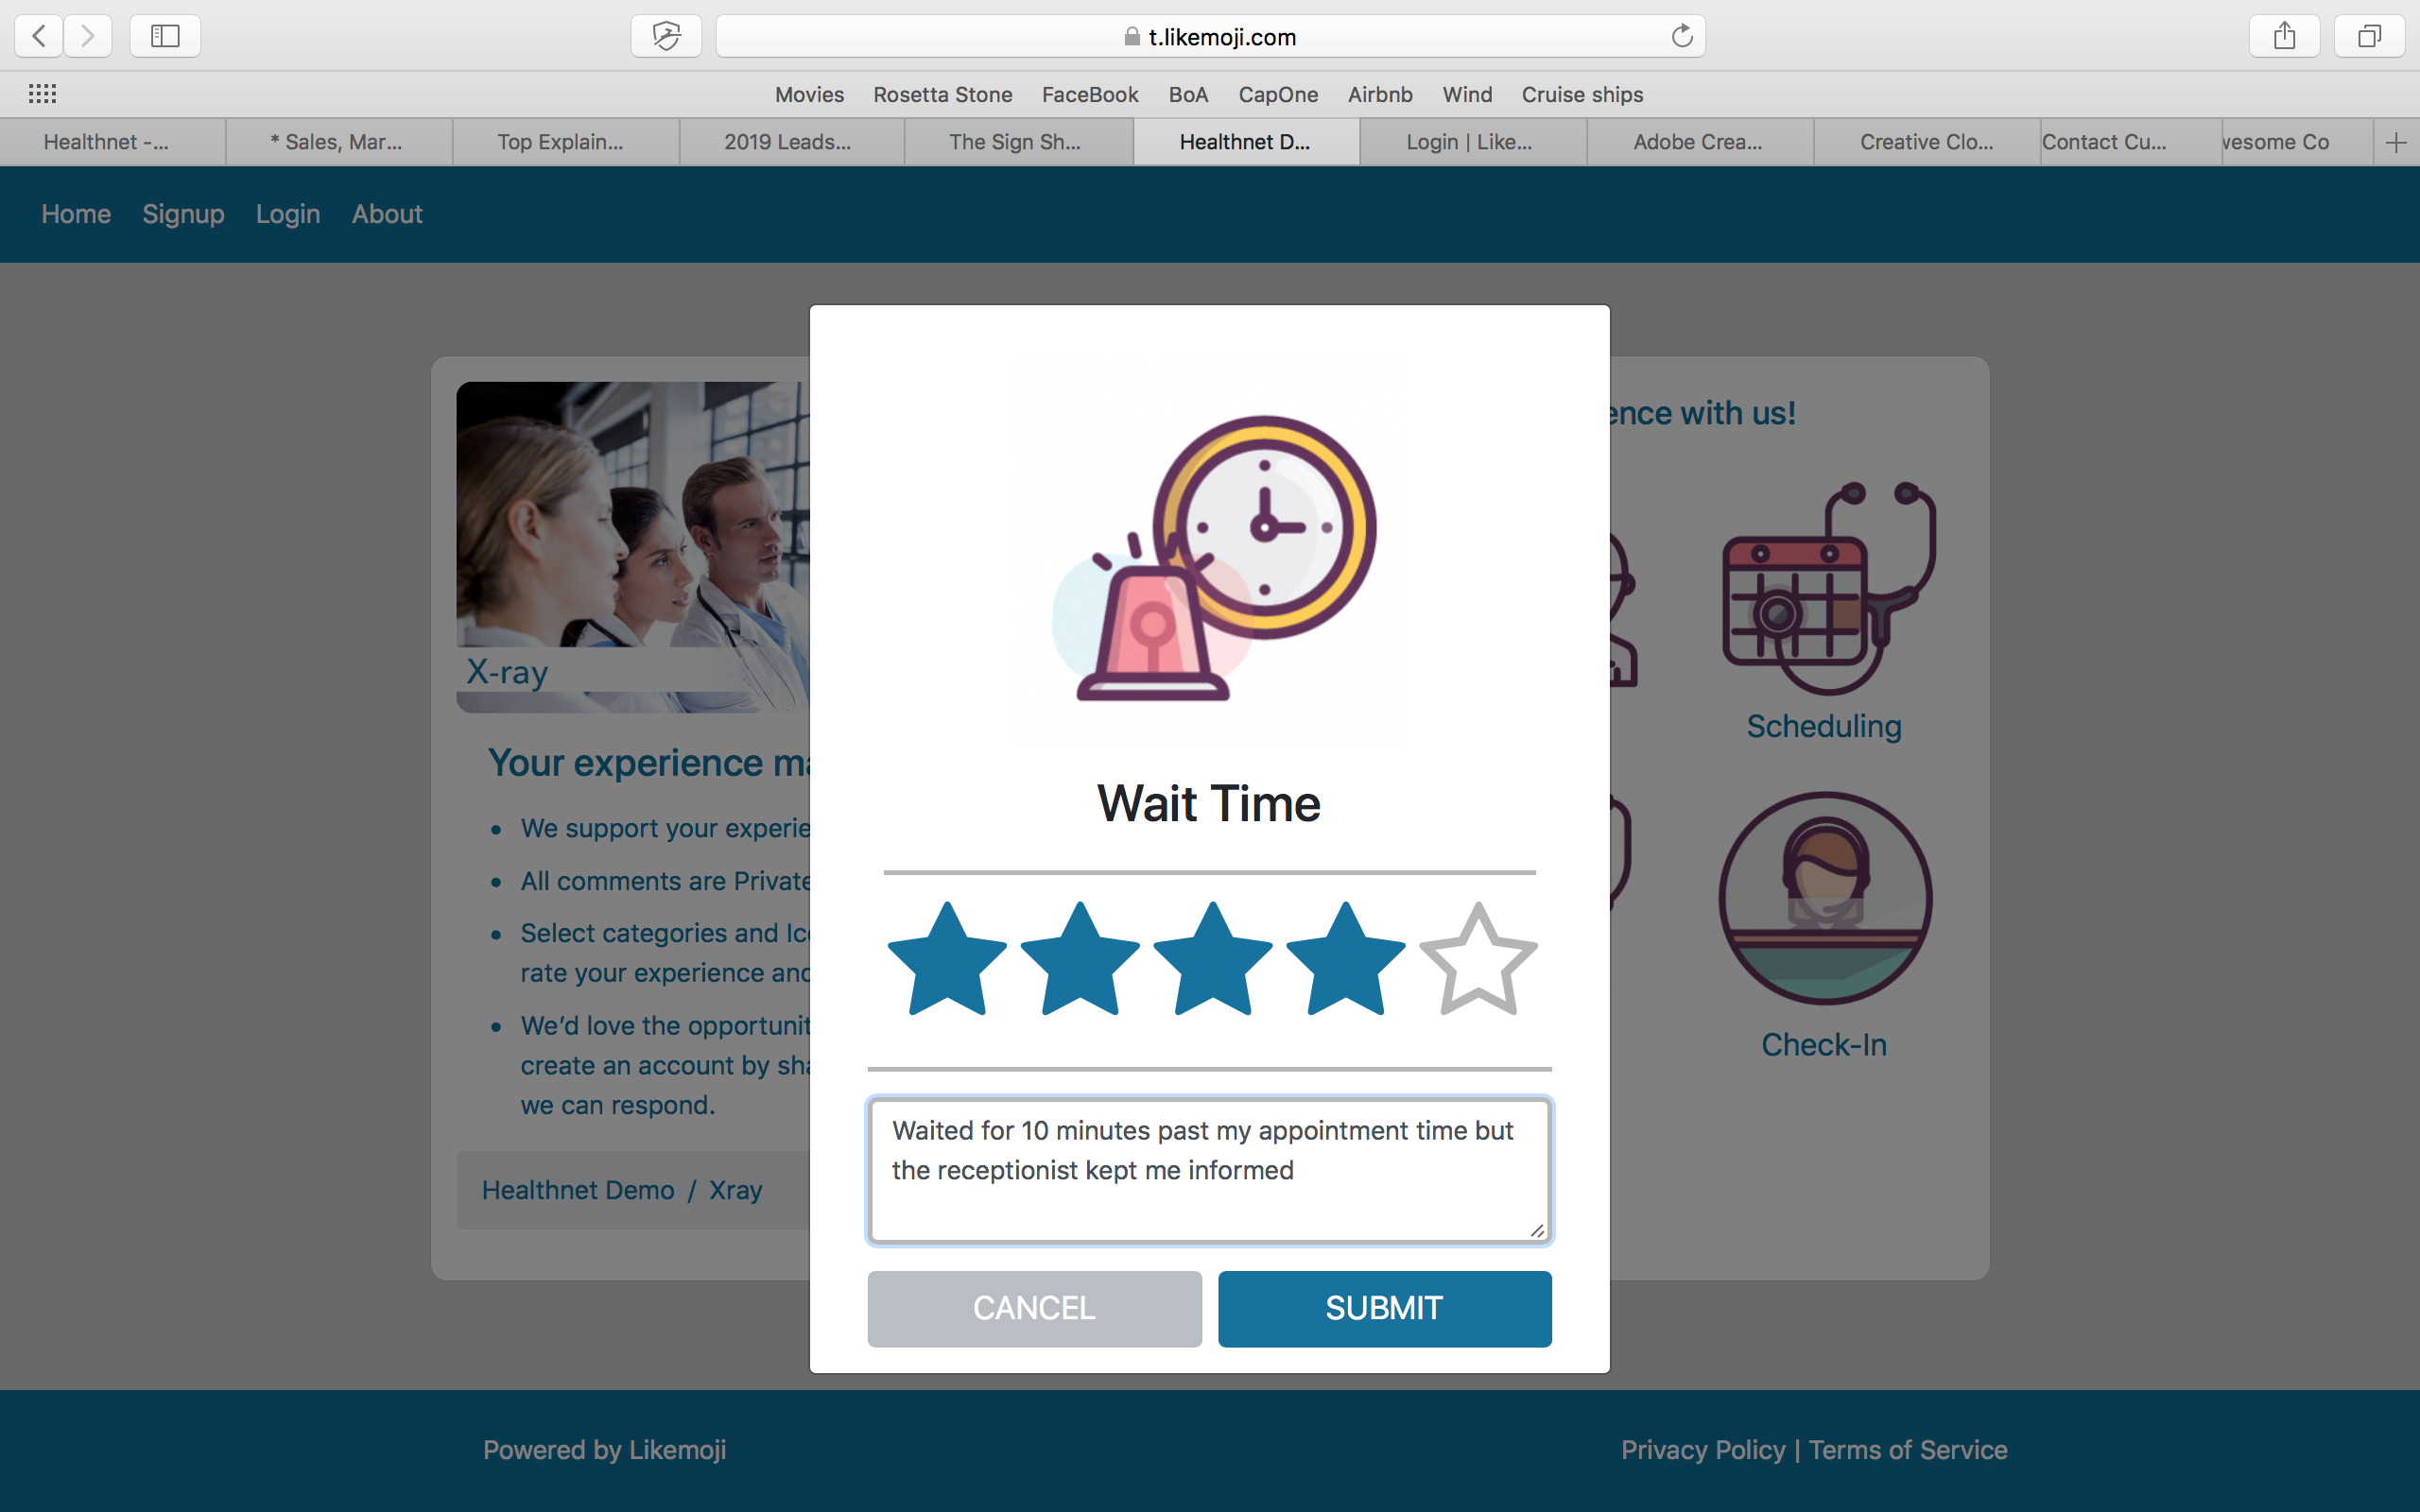 t.likemoji.com
Movies Rosetta Stone FaceBook BoA CapOne Airbnb Wind Cruise ships
Healthnet -... * Sales, Mar... Top Explain... 2019 Leads... The Sign Sh... Healthnet D... Login | Like... Adobe Crea... Creative Clo... Contact Cu... wesome Co
Home Signup Login About
ence with us!
X-ray
Scheduling
Your experience ma
Wait Time
We support your experie
All comments are Private
Select categories and Ico
rate your experience and
We'd love the opportunit
create an account by sha
we can respond.
Check-In
Waited for 10 minutes past my appointment time but
the receptionist kept me informed
Healthnet Demo / Xray
CANCEL SUBMIT
Powered by Likemoji
Privacy Policy | Terms of Service